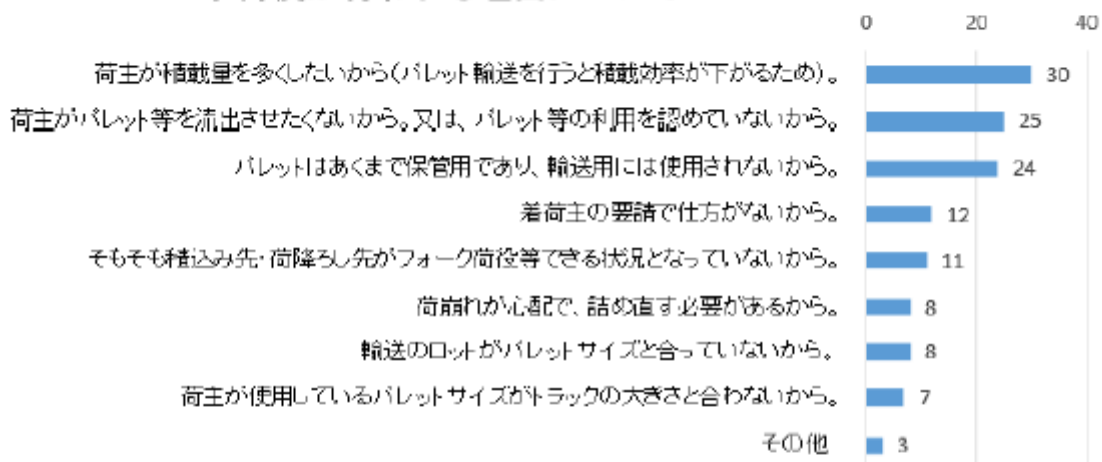 0 20 40
荷主が積載量を多くしたいから(パレット輸送を行うと積載効率が下がるため)。 30
荷主がパレット等を流出させたくないから。又は、パレット等の利用を認めていないから。 25
パレットはあくまで保管用であり、輸送用には使用されないから。 24
着荷主の要請で仕方がないから。 12
そもそも積込み先・荷降ろし先がフォーク荷役等できる状況となっていないから。 11
荷崩れが心配で、詰め直す必要があるから。 8
輸送のロットがパレットサイズと合っていないから。 8
荷主が使用しているパレットサイズがトラックの大きさと合わないから。 7
その他 3